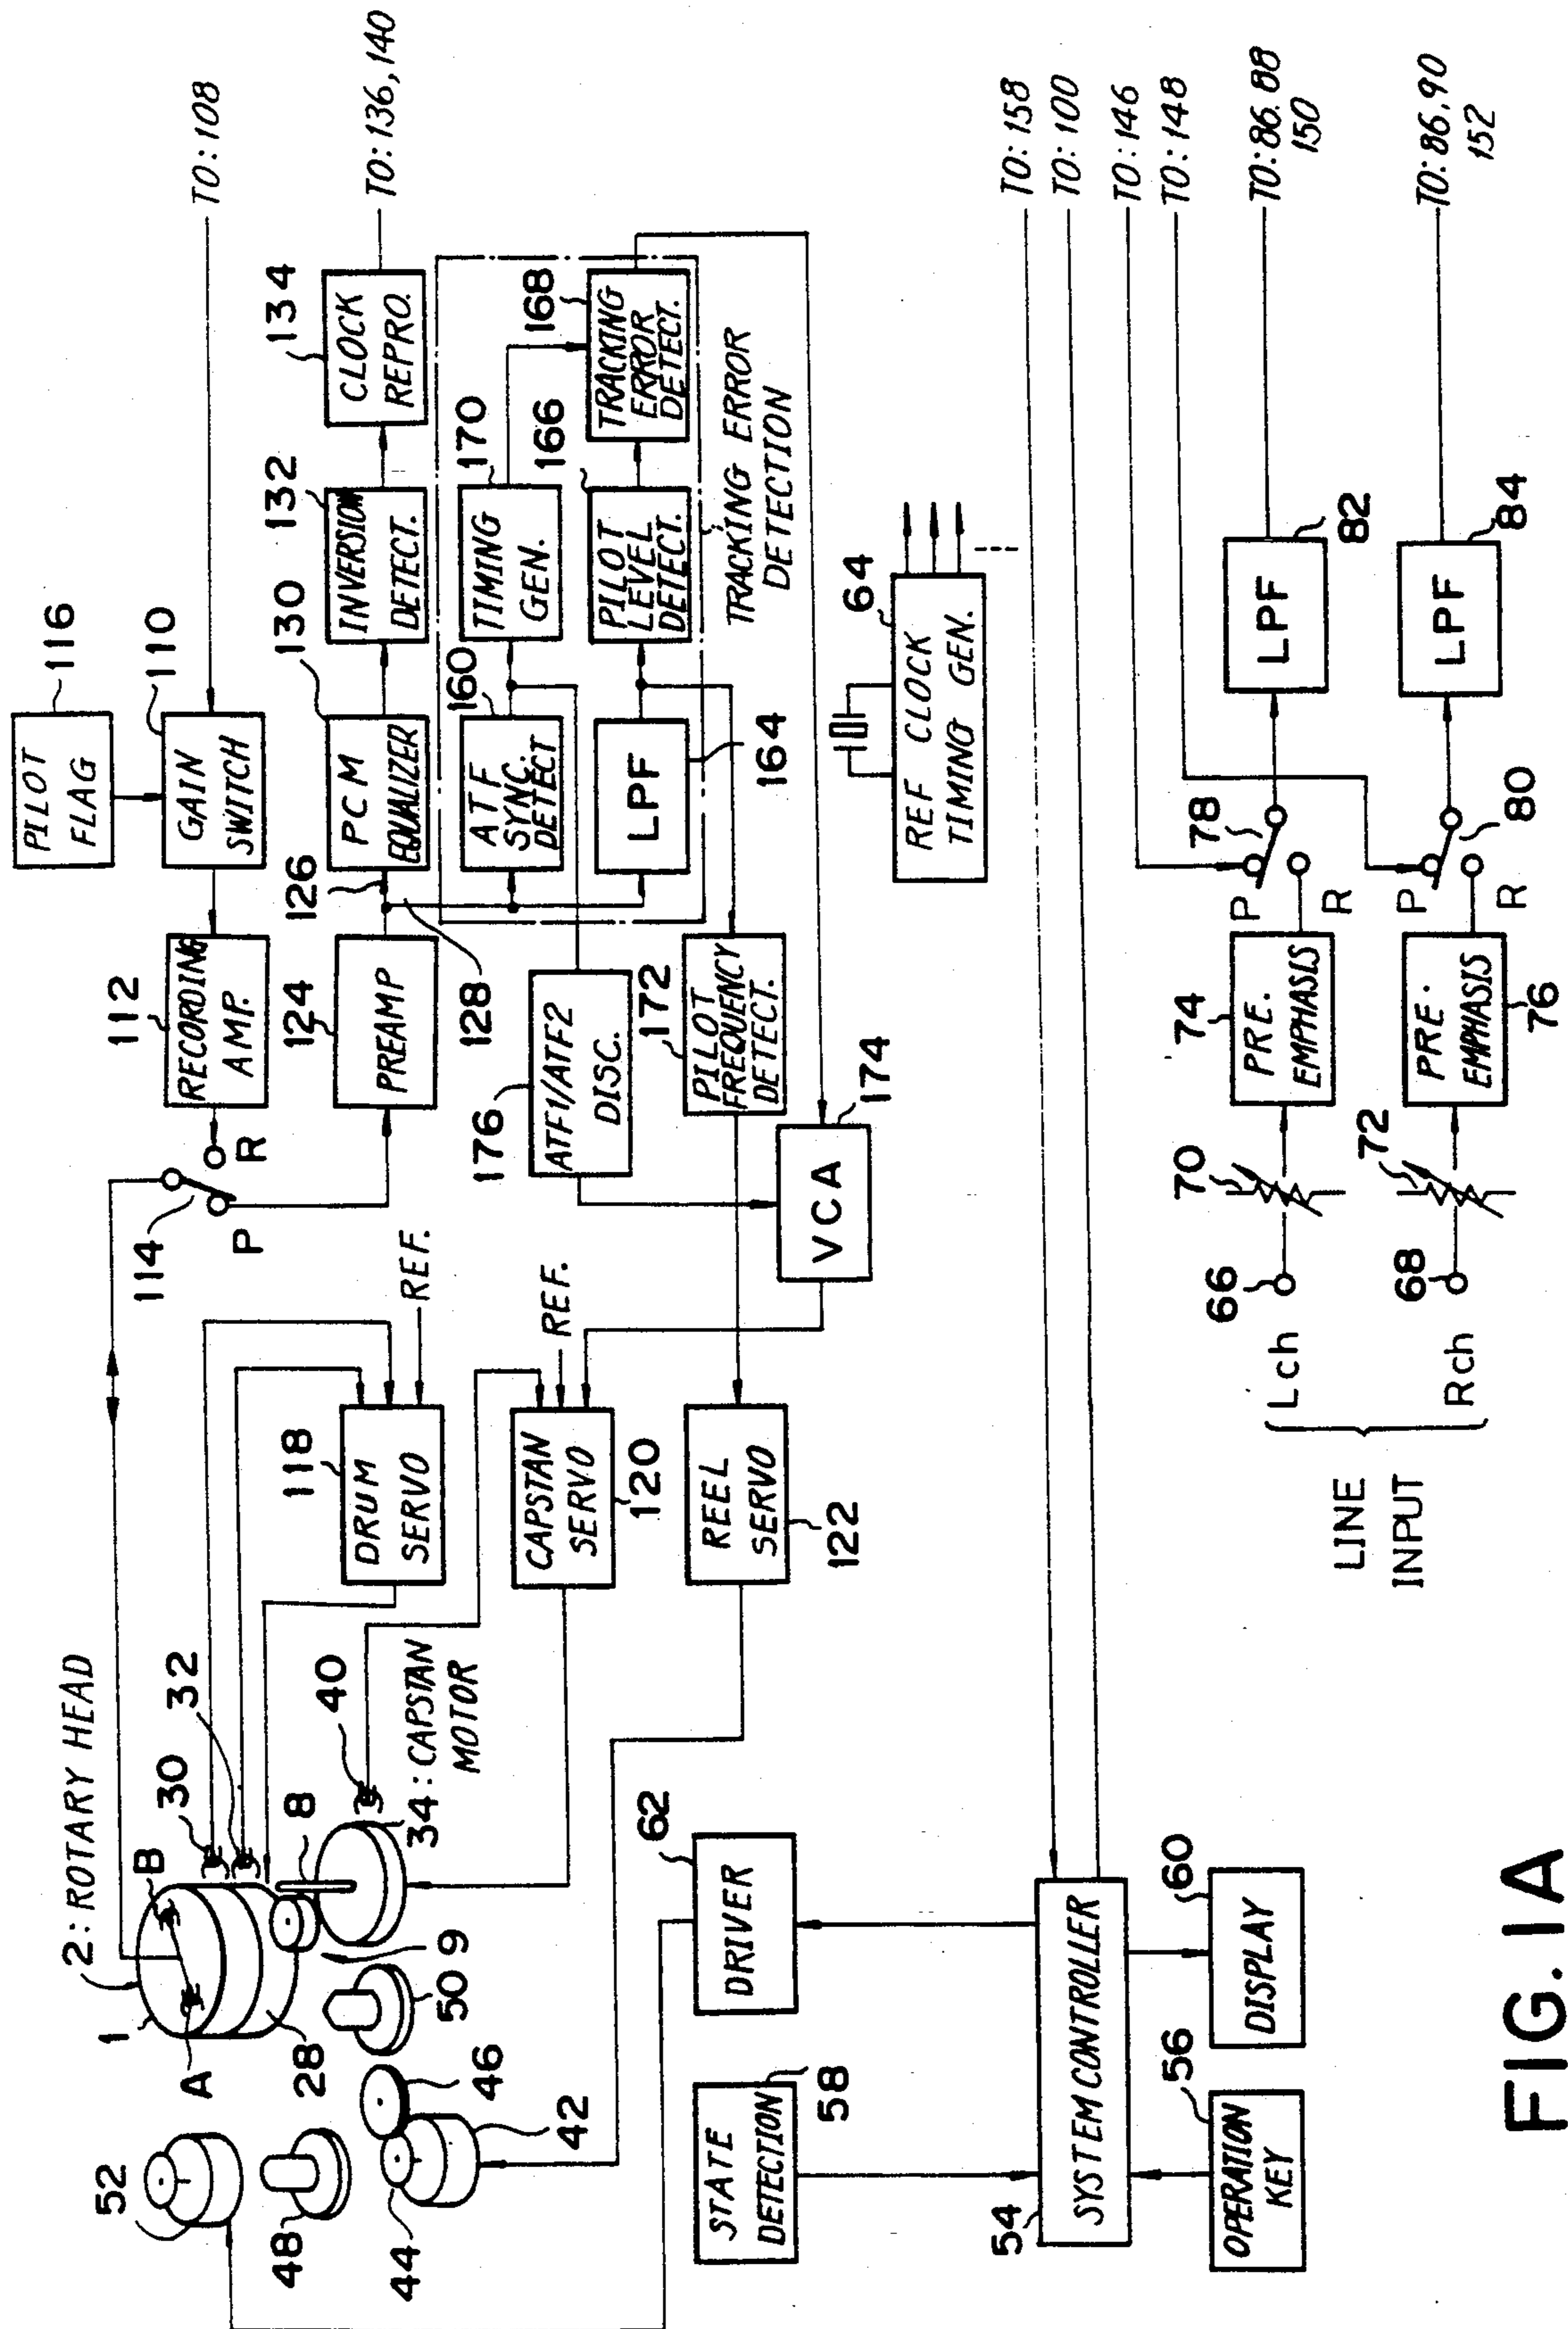 2: ROTARY HEAD
1
A
B
28
30
32
8
9
40
34: CAPSTAN
MOTOR
52
48
44
46
42
50
114
P
R
112
RECORDING
AMP.
110
GAIN
SWITCH
116
PILOT
FLAG
TO: 108
118
DRUM
SERVO
REF.
124
PREAMP
126
128
130
PCM
EQUALIZER
132
INVERSION
DETECT.
134
CLOCK
REPRO.
TO: 136, 140
120
CAPSTAN
SERVO
REF.
176
ATF1/ATF2
DISC.
160
ATF
SYNC.
DETECT
170
TIMING
GEN.
164
LPF
166
PILOT
LEVEL
DETECT.
168
TRACKING
ERROR
DETECT.
TRACKING ERROR
DETECTION
122
REEL
SERVO
172
PILOT
FREQUENCY
DETECT.
174
VCA
64
REF CLOCK
TIMING GEN.
62
DRIVER
58
STATE
DETECTION
54
SYSTEM CONTROLLER
56
OPERATION
KEY
60
DISPLAY
TO: 158
TO: 100
TO: 146
TO: 148
LINE
INPUT
Lch
66
70
74
PRE.
EMPHASIS
P
R
78
LPF
82
TO: 86. 88
150
Rch
68
72
76
PRE.
EMPHASIS
P
R
80
LPF
84
TO: 86, 90
152
FIG. 1A